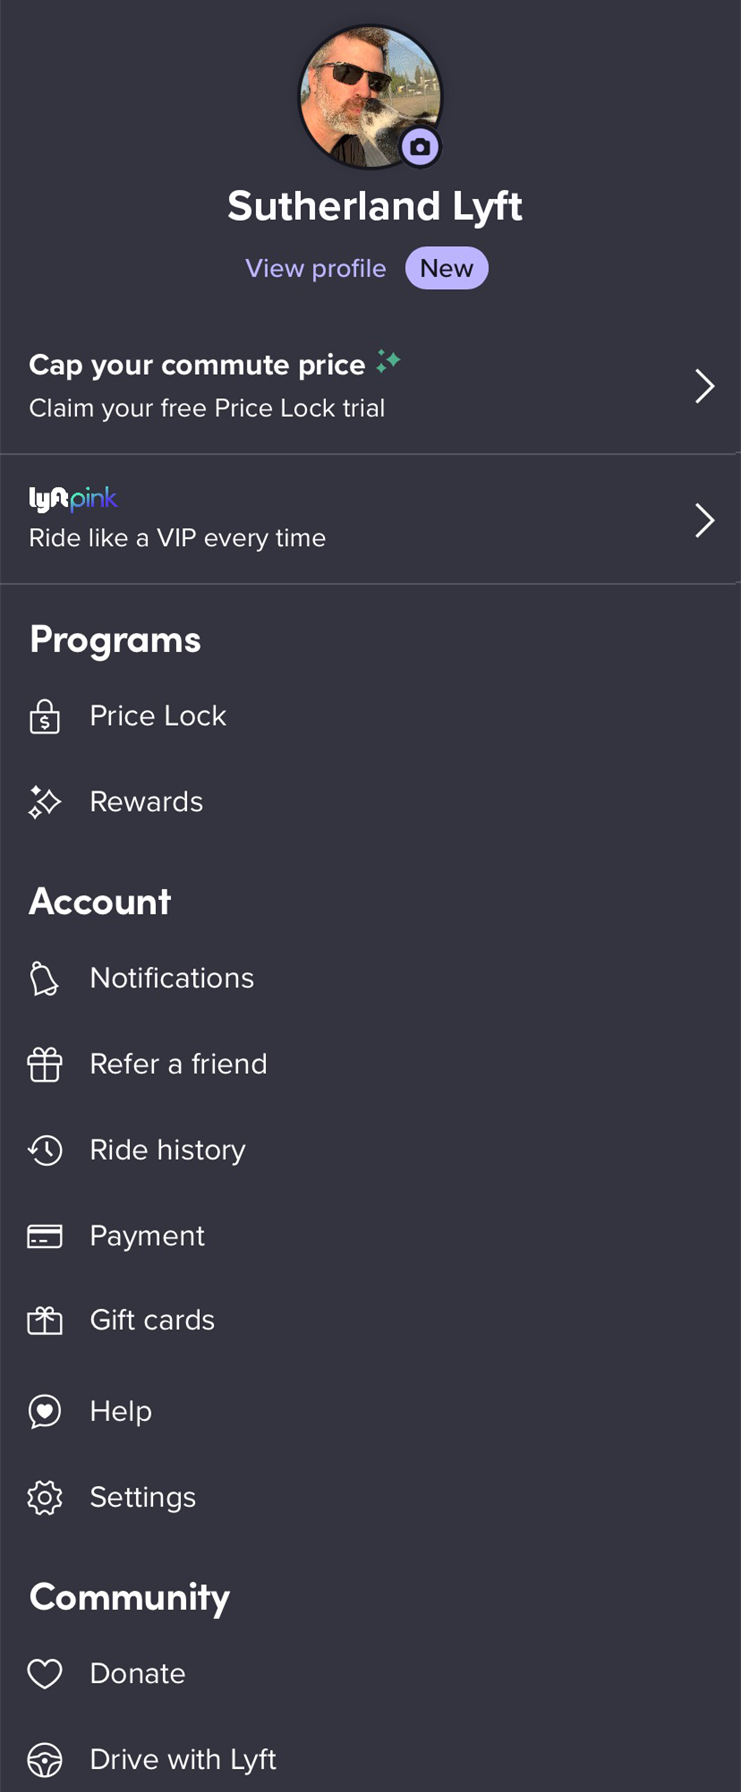 Sutherland Lyft
View profile New
Cap your commute price
Claim your free Price Lock trial
lyft pink
Ride like a VIP every time
Programs
Price Lock
Rewards
Account
Notifications
Refer a friend
Ride history
Payment
Gift cards
Help
Settings
Community
Donate
Drive with Lyft